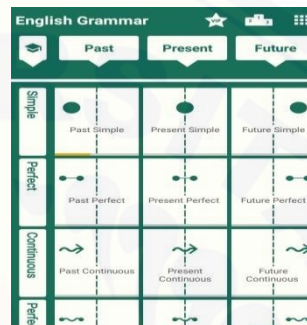 English Grammar
VIP
Past Present Future
Simple
Past Simple Present Simple Future Simple
Perfect
Past Perfect Present Perfect Future Perfect
Continuous
Past Continuous Present Continuous Future Continuous
Perfe